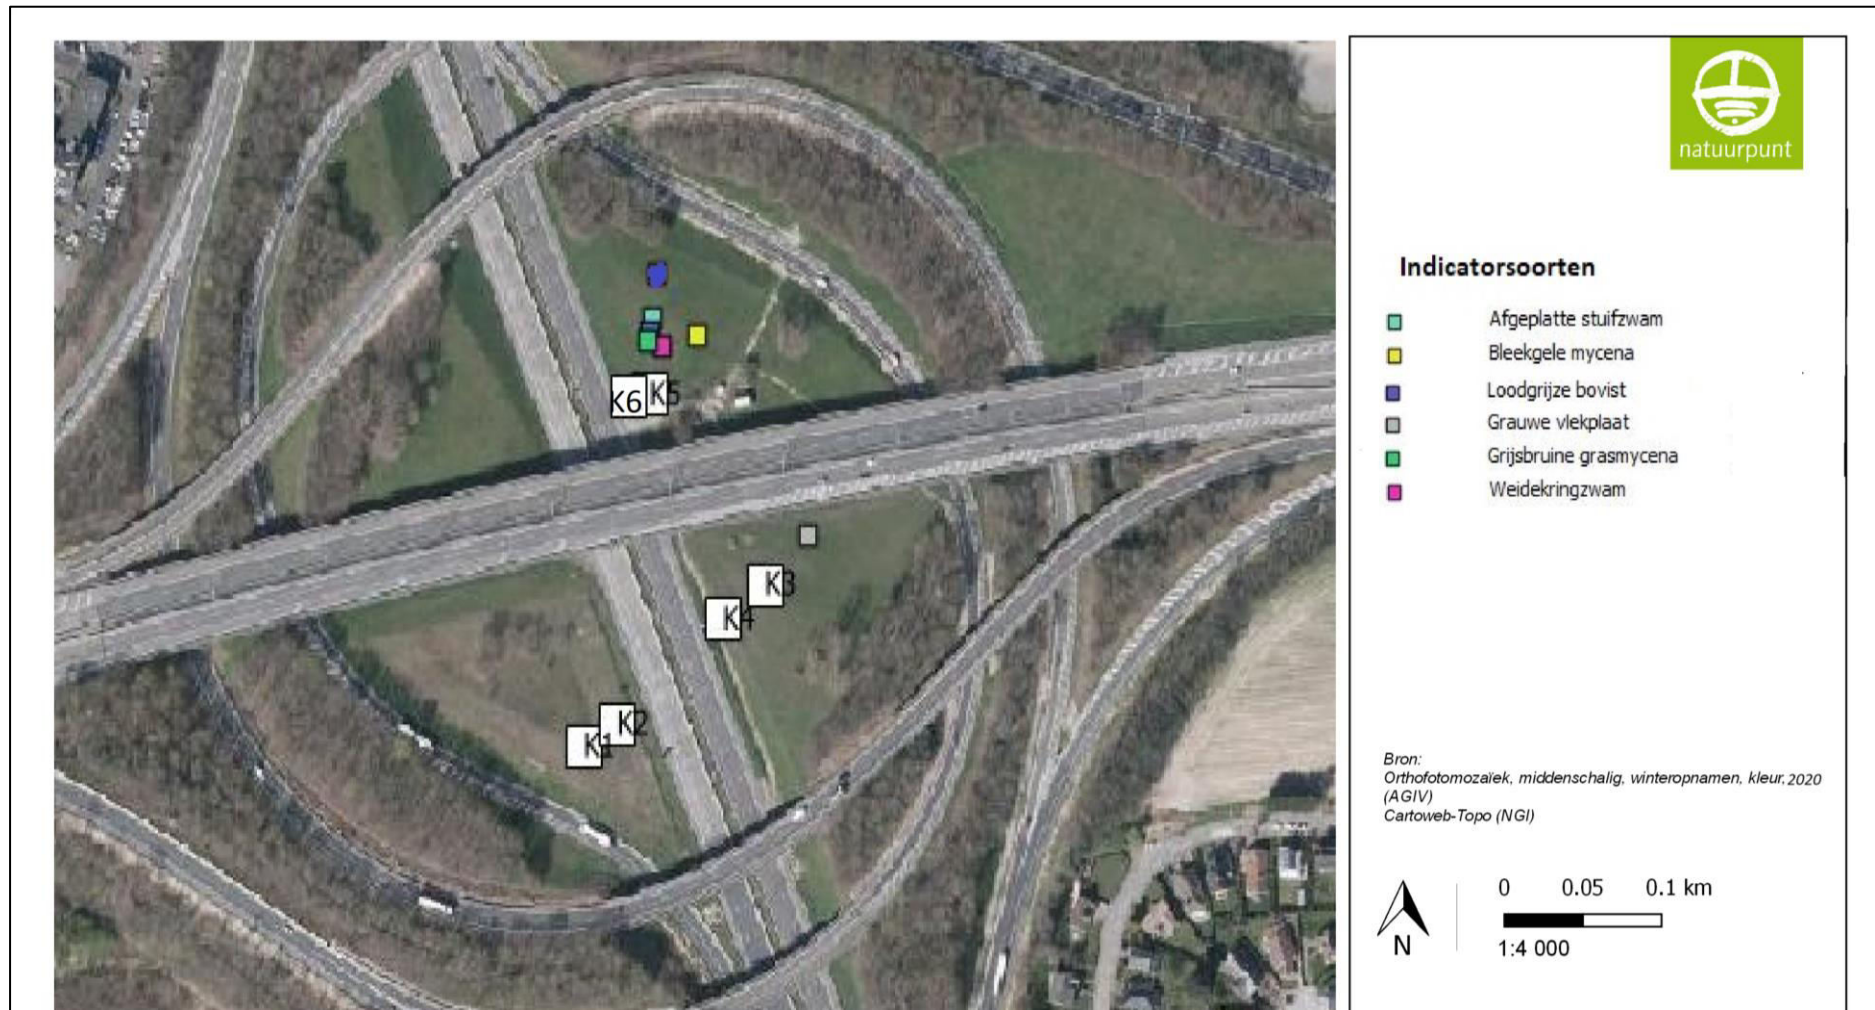 natuurpunt
Indicatorsoorten
Afgeplatte stuifzwam
Bleekgele mycena
Loodgrijze bovist
Grauwe vlekplaat
Grijsbruine grasmycena
Weidekringzwam
K6 K5
K3
K4
K2
K1
Bron:
Orthofotomozaïek, middenschalig, winteropnamen, kleur, 2020
(AGIV)
Cartoweb-Topo (NGI)
0 0.05 0.1 km
N
1:4 000